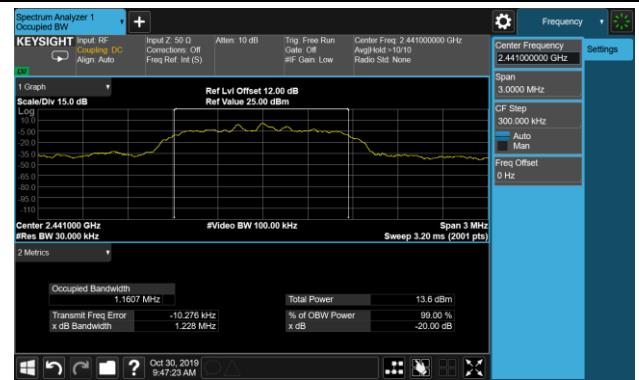 Spectrum Analyzer 1
Occupied BW
Frequency
KEYSIGHT
Input: RF
Coupling: DC
Align: Auto
Input Z: 50 Ω
Corrections: Off
Freq Ref: Int (S)
Atten: 10 dB
Trig: Free Run
Gate: Off
#IF Gain: Low
Center Freq: 2.441000000 GHz
Avg|Hold:>10/10
Radio Std: None
Center Frequency
2.441000000 GHz
Settings
Span
3.0000 MHz
CF Step
300.000 kHz
Auto
Man
Freq Offset
0 Hz
1 Graph
Scale/Div 15.0 dB
Ref Lvl Offset 12.00 dB
Ref Value 25.00 dBm
Log
10.0
-5.00
-20.0
-35.0
-50.0
-65.0
-80.0
-95.0
-110
Center 2.441000 GHz
#Res BW 30.000 kHz
#Video BW 100.00 kHz
Span 3 MHz
Sweep 3.20 ms (2001 pts)
2 Metrics
Occupied Bandwidth
1.1607 MHz
Total Power 13.6 dBm
Transmit Freq Error -10.276 kHz
% of OBW Power 99.00 %
x dB Bandwidth 1.228 MHz
x dB -20.00 dB
Oct 30, 2019
9:47:23 AM